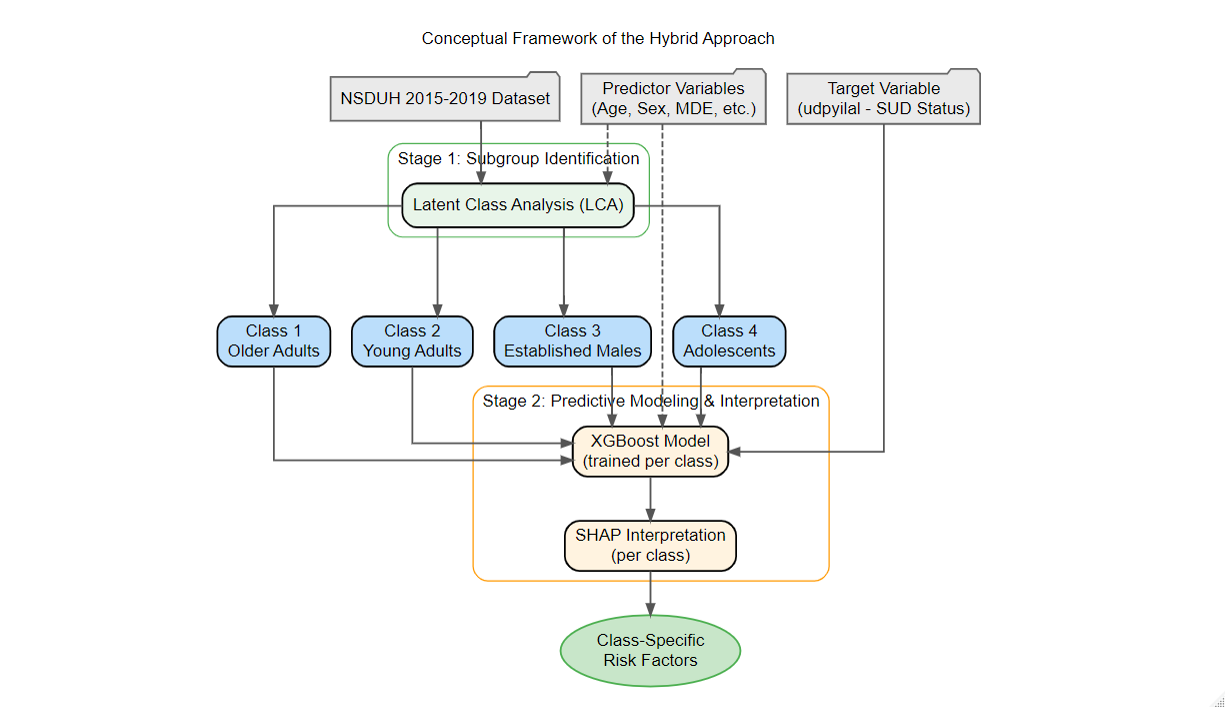 Conceptual Framework of the Hybrid Approach
NSDUH 2015-2019 Dataset
Predictor Variables
(Age, Sex, MDE, etc.)
Target Variable
(udpyilal - SUD Status)
Stage 1: Subgroup Identification
Latent Class Analysis (LCA)
Class 1
Older Adults
Class 2
Young Adults
Class 3
Established Males
Class 4
Adolescents
Stage 2: Predictive Modeling & Interpretation
XGBoost Model
(trained per class)
SHAP Interpretation
(per class)
Class-Specific
Risk Factors